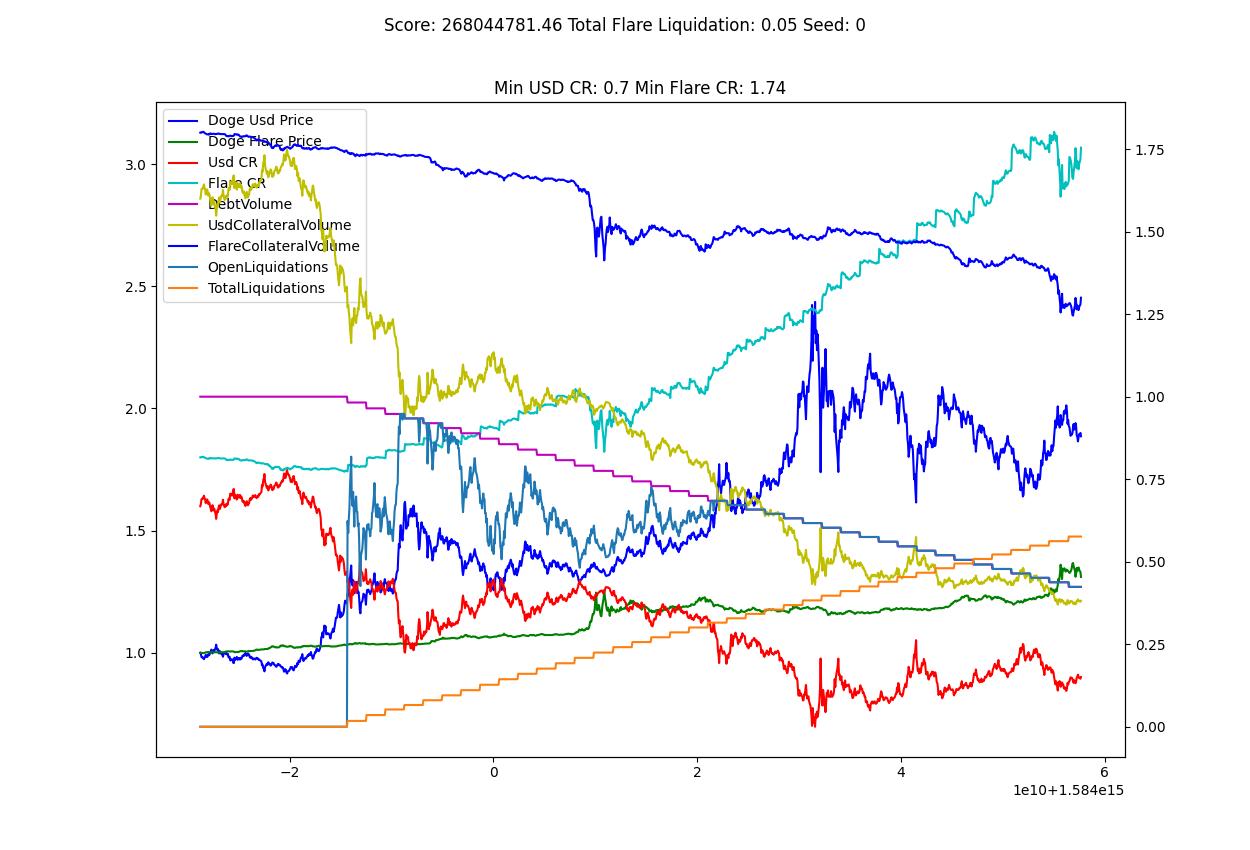 Score: 268044781.46 Total Flare Liquidation: 0.05 Seed: 0
Min USD CR: 0.7 Min Flare CR: 1.74
Doge Usd Price
Doge Flare Price
Usd CR
Flare CR
DebtVolume
UsdCollateralVolume
FlareCollateralVolume
OpenLiquidations
TotalLiquidations
3.0
2.5
2.0
1.5
1.0
1.75
1.50
1.25
1.00
0.75
0.50
0.25
0.00
−2 0 2 4 6
1e10+1.584e15